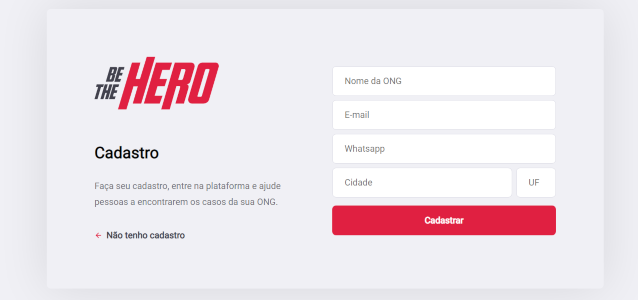 BE
THE HERO
Cadastro
Faça seu cadastro, entre na plataforma e ajude
pessoas a encontrarem os casos da sua ONG.
← Não tenho cadastro
Nome da ONG
E-mail
Whatsapp
Cidade UF
Cadastrar